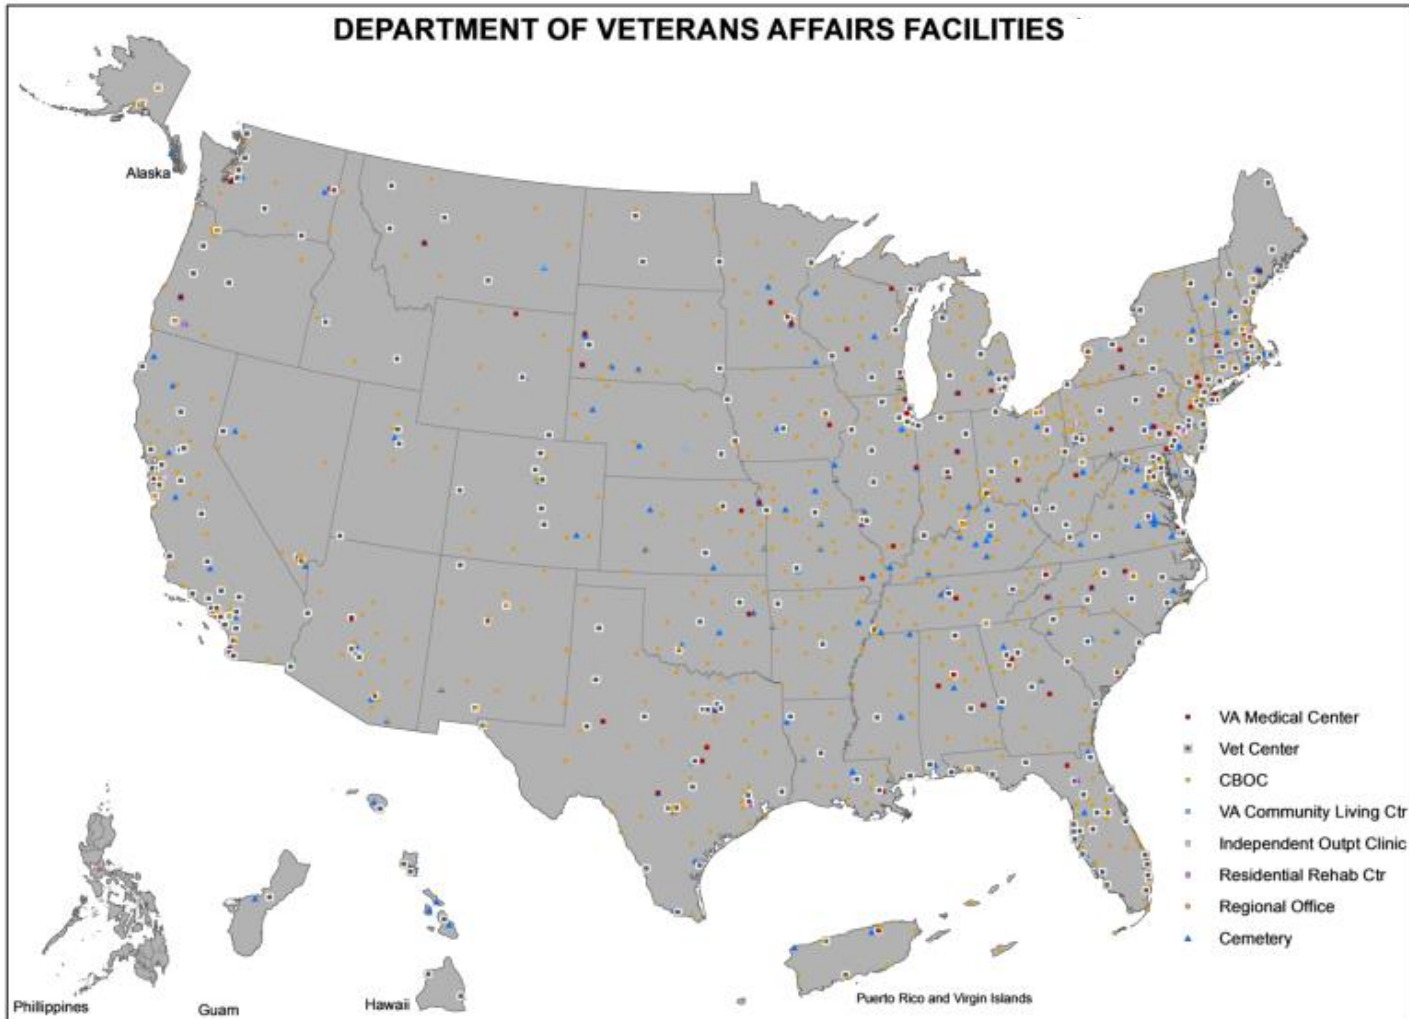 DEPARTMENT OF VETERANS AFFAIRS FACILITIES
Alaska
VA Medical Center
Vet Center
CBOC
VA Community Living Ctr
Independent Outpt Clinic
Residential Rehab Ctr
Regional Office
Cemetery
Phillippines
Guam
Hawaii
Puerto Rico and Virgin Islands